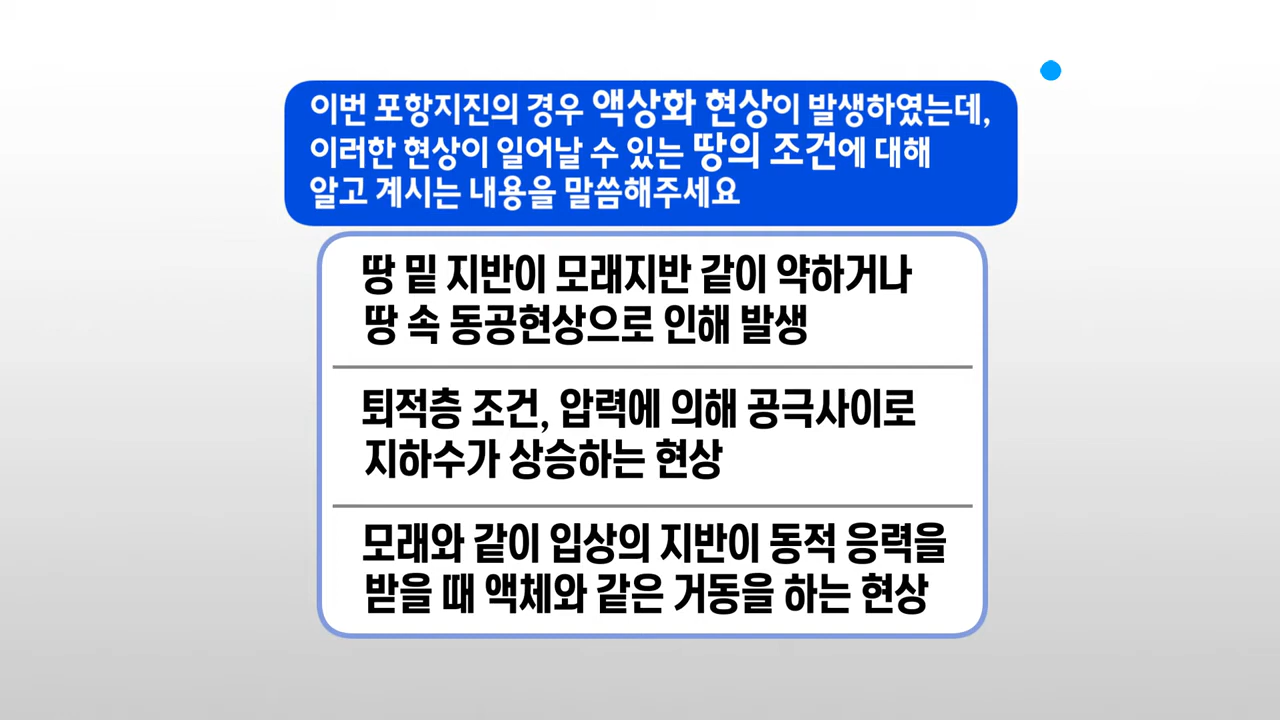 이번 포항지진의 경우 액상화 현상이 발생하였는데,
이러한 현상이 일어날 수 있는 땅의 조건에 대해
알고 계시는 내용을 말씀해주세요
땅 밑 지반이 모래지반 같이 약하거나
땅 속 동공현상으로 인해 발생
퇴적층 조건, 압력에 의해 공극사이로
지하수가 상승하는 현상
모래와 같이 입상의 지반이 동적 응력을
받을 때 액체와 같은 거동을 하는 현상